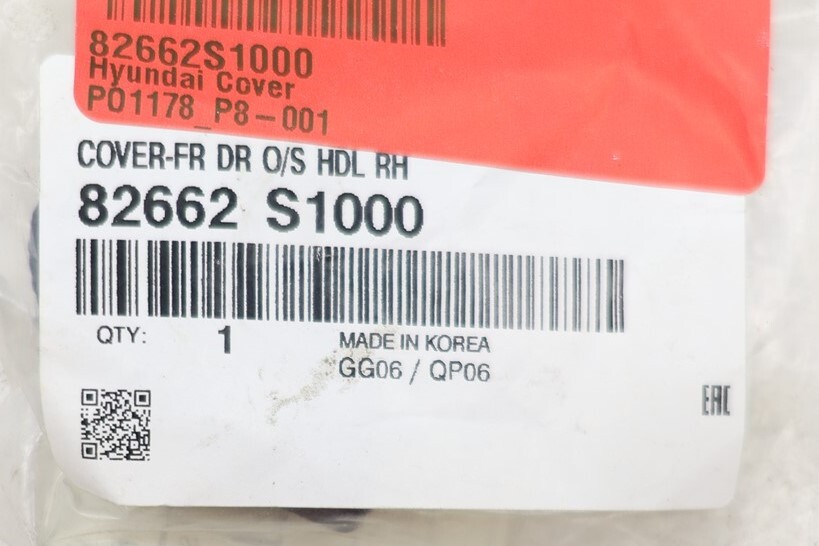 82662S1000
Hyundai Cover
P01178_P8-001
COVER-FR DR O/S HDL RH
82662 S1000
QTY: 1 MADE IN KOREA
GG06 / QP06
EAC